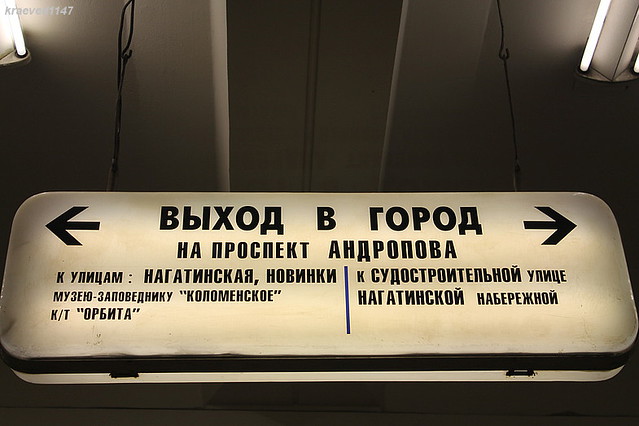 ← ВЫХОД В ГОРОД →
НА ПРОСПЕКТ АНДРОПОВА
К УЛИЦАМ: НАГАТИНСКАЯ, НОВИНКИ
МУЗЕЮ-ЗАПОВЕДНИКУ "КОЛОМЕНСКОЕ"
К/Т "ОРБИТА"
К СУДОСТРОИТЕЛЬНОЙ УЛИЦЕ
НАГАТИНСКОЙ НАБЕРЕЖНОЙ